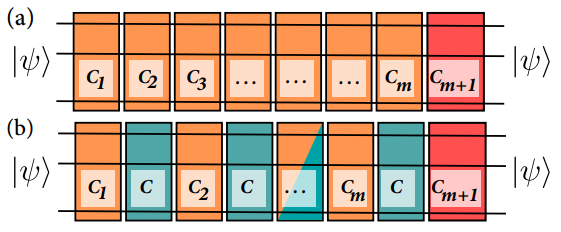 (a)
|ψ⟩ C₁ C₂ C₃ ... ... ... Cₘ Cₘ₊₁ |ψ⟩
(b)
|ψ⟩ C₁ C C₂ C ... Cₘ C Cₘ₊₁ |ψ⟩